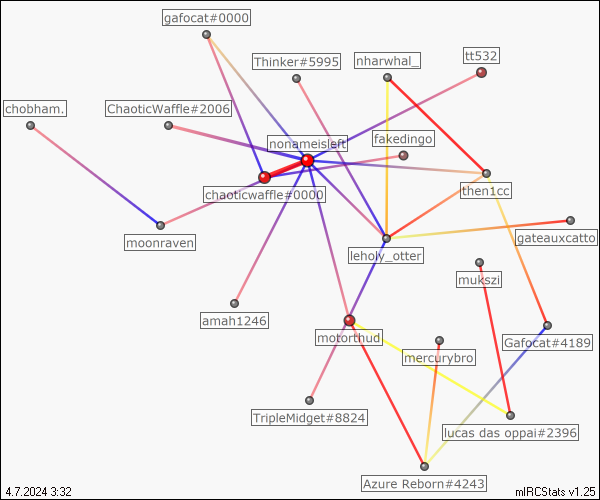 gafocat#0000
Thinker#5995
nharwhal_
tt532
chobham.
ChaoticWaffle#2006
nonameisleft
fakedingo
chaoticwaffle#0000
then1cc
moonraven
leholy_otter
gateauxcatto
mukszi
amah1246
motorthud
Gafocat#4189
mercurybro
TripleMidget#8824
lucas das oppai#2396
Azure Reborn#4243
4.7.2024 3:32
mIRCStats v1.25